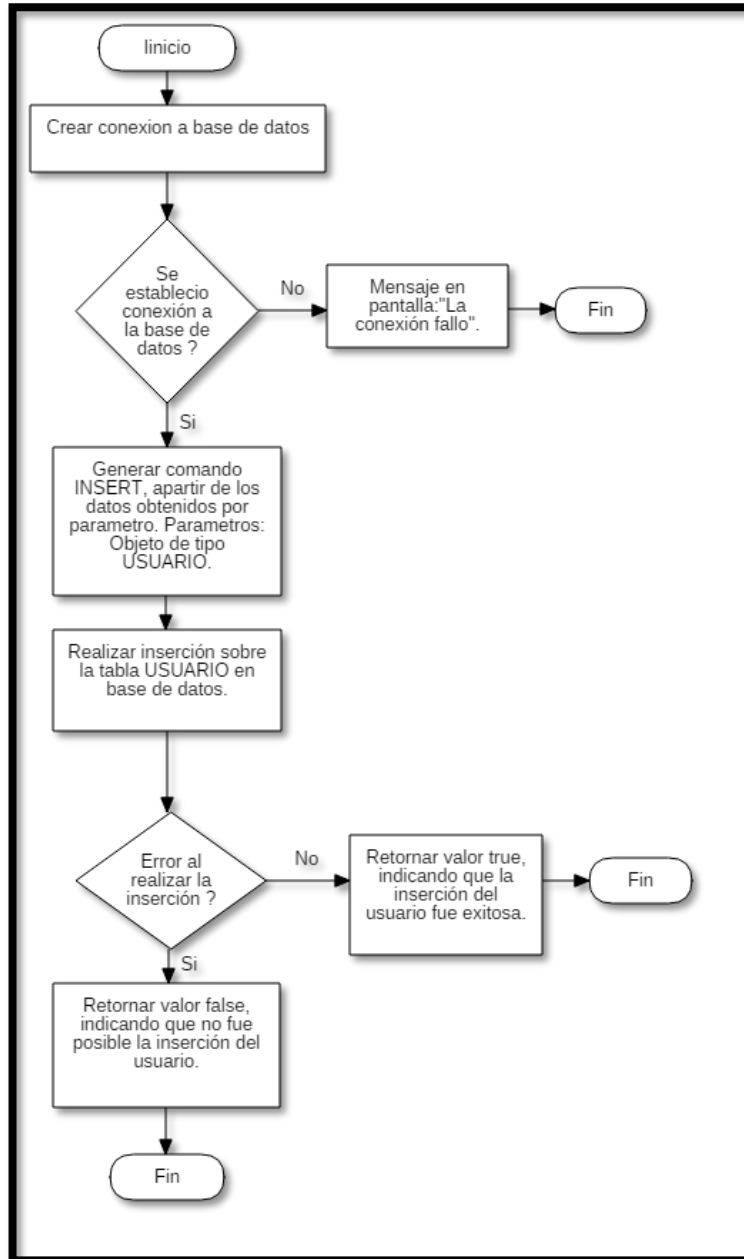 Iinicio
Crear conexion a base de datos
Se
establecio
conexión a
la base de
datos ?
No
Mensaje en
pantalla:"La
conexión fallo".
Fin
Si
Generar comando
INSERT, apartir de los
datos obtenidos por
parametro. Parametros:
Objeto de tipo
USUARIO.
Realizar inserción sobre
la tabla USUARIO en
base de datos.
Error al
realizar la
inserción ?
No
Retornar valor true,
indicando que la
inserción del
usuario fue exitosa.
Fin
Si
Retornar valor false,
indicando que no fue
posible la inserción del
usuario.
Fin